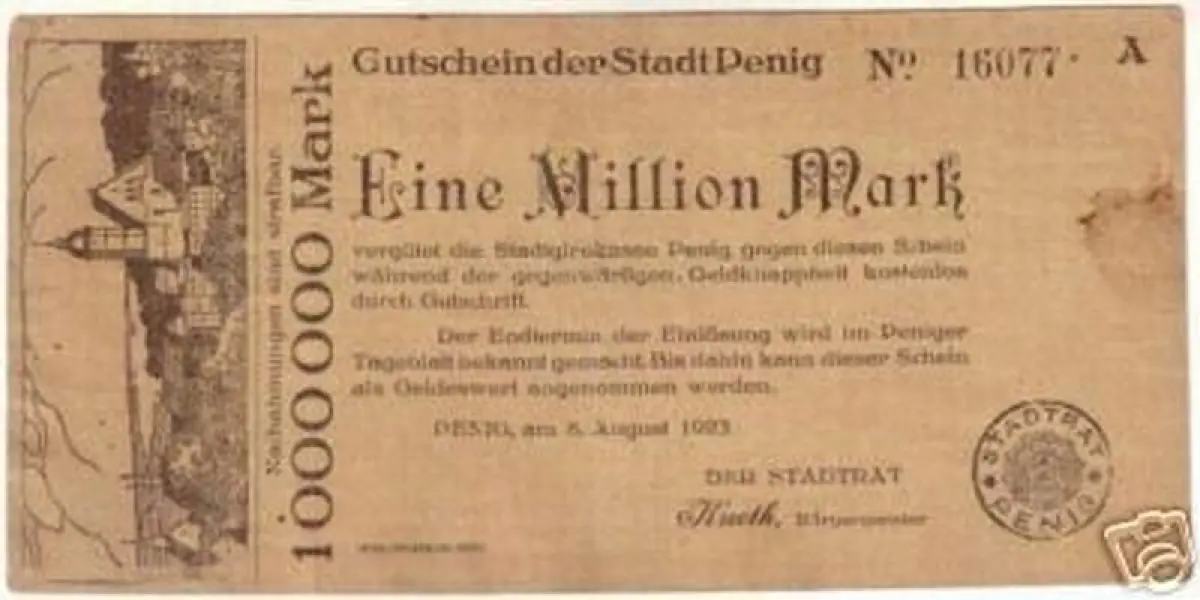 Gutschein der Stadt Penig No 16077· A
Eine Million Mark
vergütet die Stadtgirokasse Penig gegen diesen Schein
während der gegenwärtigen Geldknappheit kostenlos
durch Gutschrift.
Der Endtermin der Einlösung wird im Peniger
Tageblatt bekannt gemacht. Bis dahin kann dieser Schein
als Geldeswert angenommen werden.
PENIG, am 8. August 1923
DER STADTRAT
Bürgermeister
STADTRAT
PENIG
Nachahmungen sind strafbar.
1000000 Mark